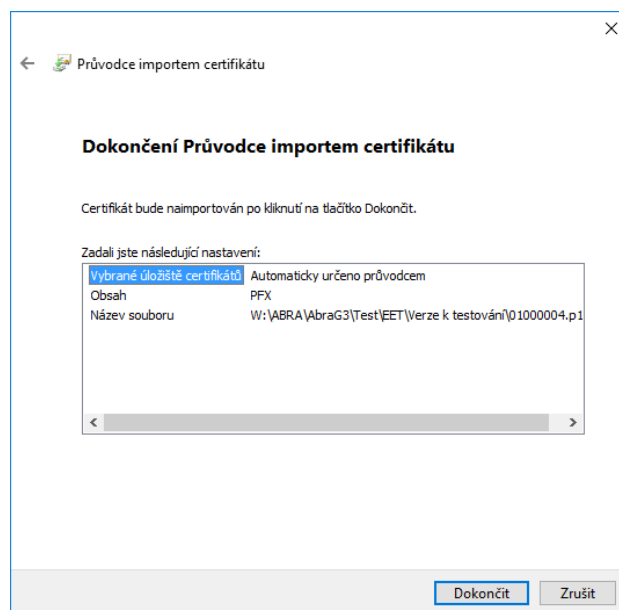 Průvodce importem certifikátu
Dokončení Průvodce importem certifikátu
Certifikát bude naimportován po kliknutí na tlačítko Dokončit.
Zadali jste následující nastavení:
Vybrané úložiště certifikátů Automaticky určeno průvodcem
Obsah PFX
Název souboru W:\ABRA\AbraG3\Test\EET\Verze k testování\01000004.p1
Dokončit Zrušit